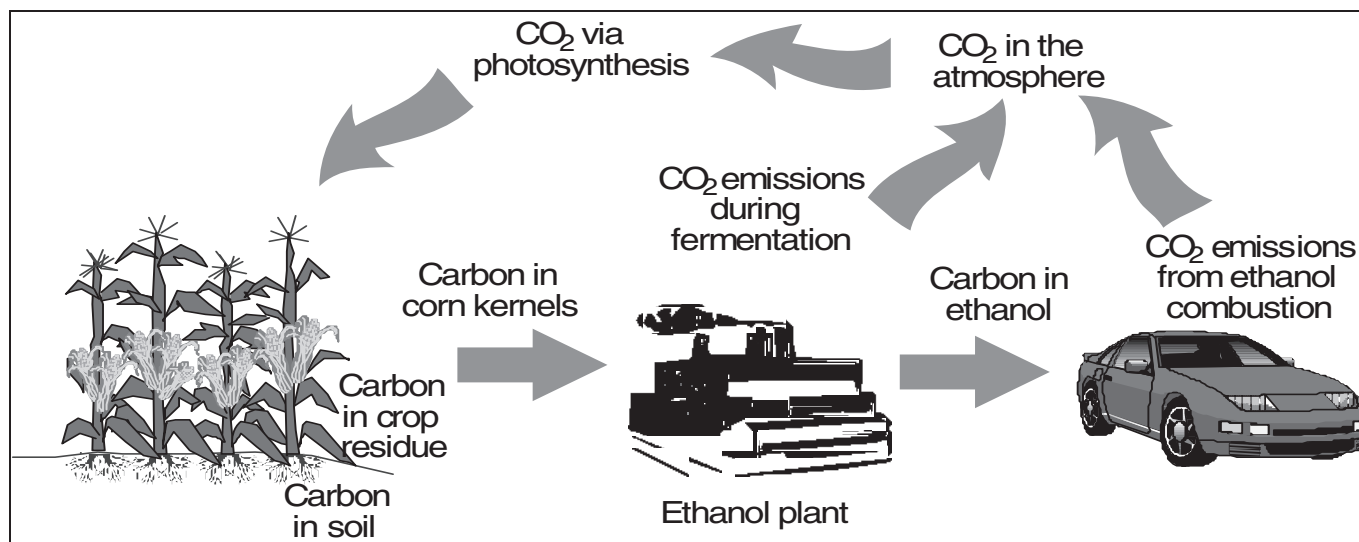 CO2 via
photosynthesis
CO2 in the
atmosphere
CO2 emissions
during
fermentation
CO2 emissions
from ethanol
combustion
Carbon in
corn kernels
Carbon in
ethanol
Carbon
in crop
residue
Carbon
in soil
Ethanol plant